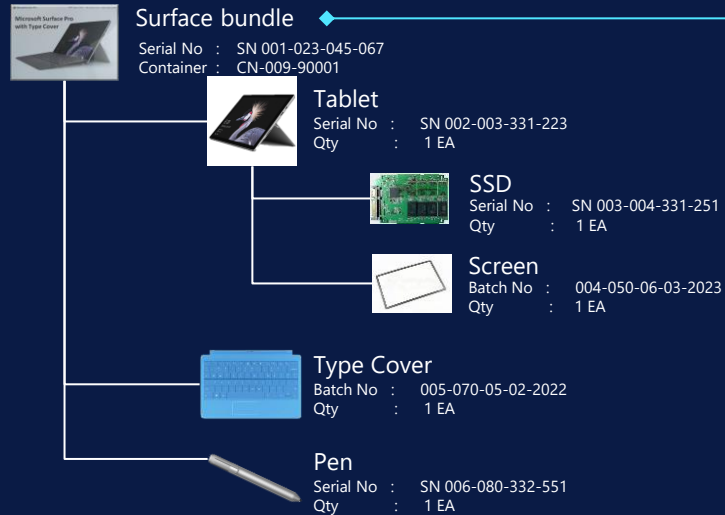 Microsoft Surface Pro
with Type Cover
Surface bundle
Serial No : SN 001-023-045-067
Container : CN-009-90001
Tablet
Serial No : SN 002-003-331-223
Qty : 1 EA
SSD
Serial No : SN 003-004-331-251
Qty : 1 EA
Screen
Batch No : 004-050-06-03-2023
Qty : 1 EA
Type Cover
Batch No : 005-070-05-02-2022
Qty : 1 EA
Pen
Serial No : SN 006-080-332-551
Qty : 1 EA